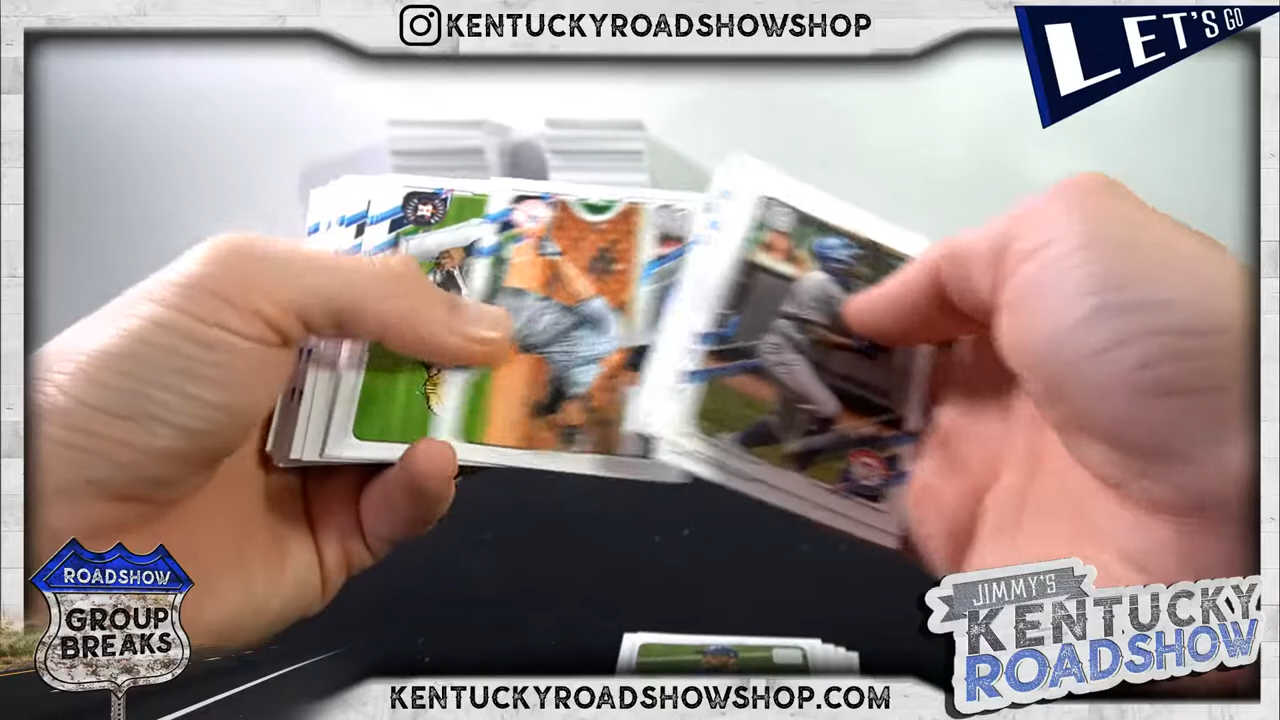 KENTUCKYROADSHOWSHOP
LET'S GO
ROADSHOW
GROUP
BREAKS
JIMMY'S
KENTUCKY
ROADSHOW
KENTUCKYROADSHOWSHOP.COM